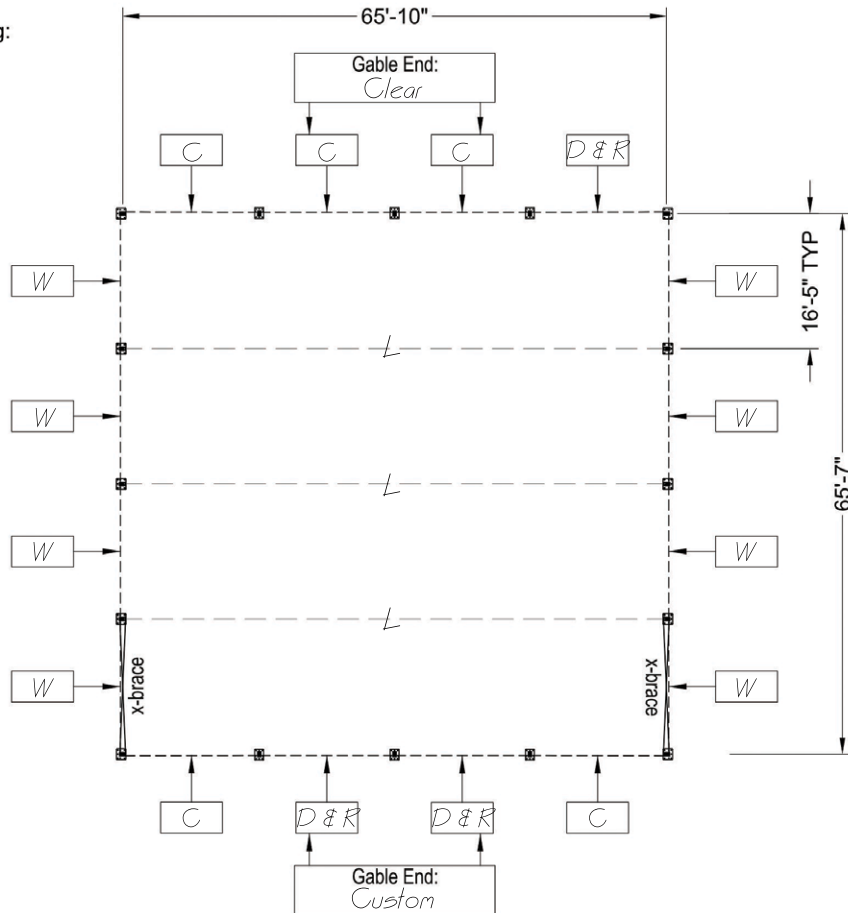 65'-10"
g:
Gable End:
Clear
C C C D & R
W W
16'-5" TYP
L
W W
L
65'-7"
W W
L
x-brace x-brace
W W
C D & R D & R C
Gable End:
Custom